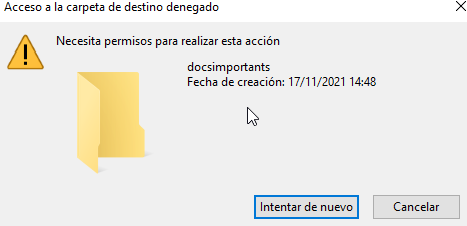 Acceso a la carpeta de destino denegado
Necesita permisos para realizar esta acción
docsimportants
Fecha de creación: 17/11/2021 14:48
Intentar de nuevo
Cancelar